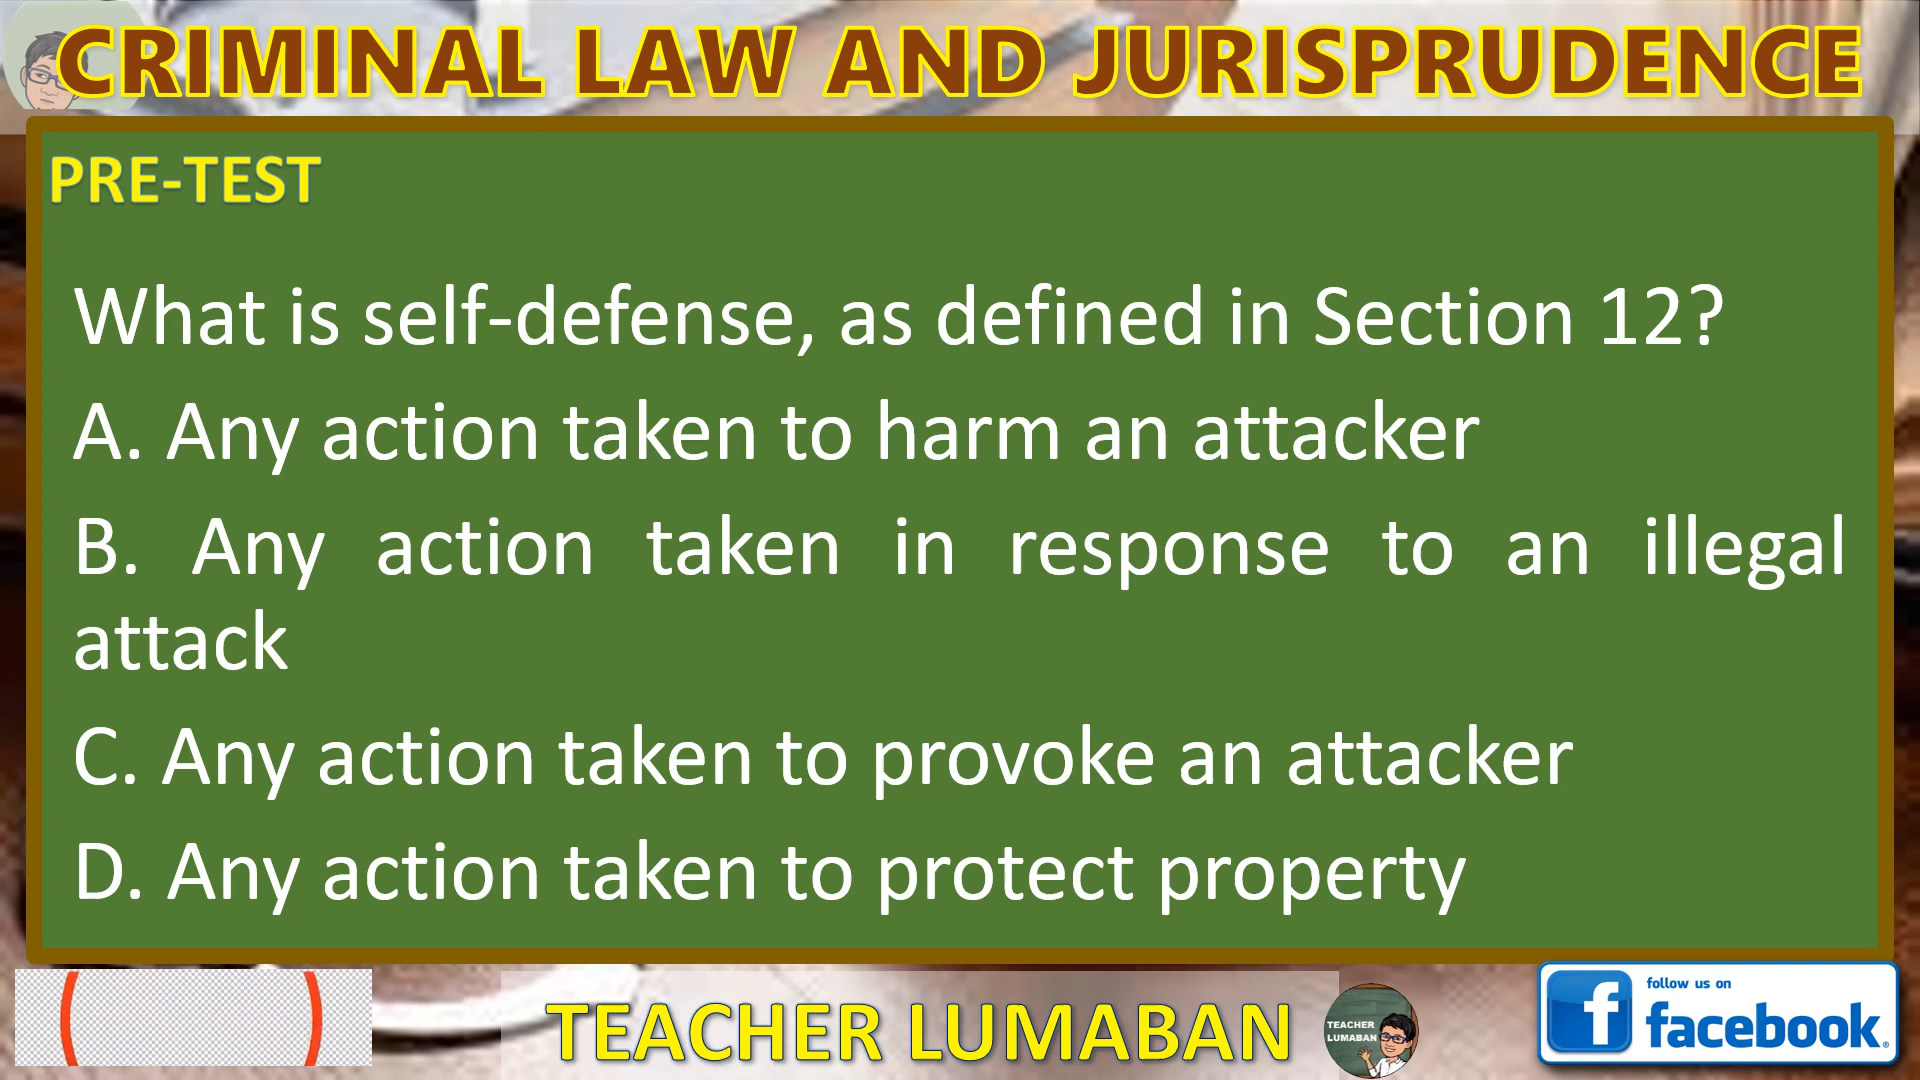 CRIMINAL LAW AND JURISPRUDENCE
PRE-TEST
What is self-defense, as defined in Section 12?
A. Any action taken to harm an attacker
B. Any action taken in response to an illegal
attack
C. Any action taken to provoke an attacker
D. Any action taken to protect property
TEACHER LUMABAN
TEACHER
LUMABAN
follow us on
facebook